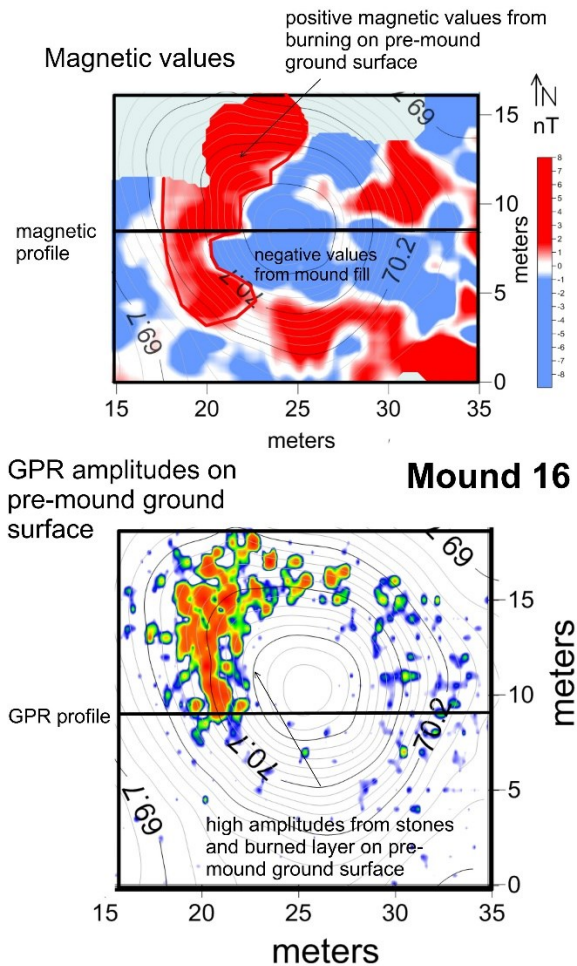 positive magnetic values from
burning on pre-mound
ground surface
Magnetic values
N
nT
69.7
15
10
5
0
meters
8
7
6
5
4
3
2
1
0
-1
-2
-3
-4
-5
-6
-7
-8
magnetic
profile
negative values
from mound fill
70.2
70.7
69.7
15
20
25
30
35
meters
GPR amplitudes on
pre-mound ground
surface
Mound 16
69.7
15
10
5
0
meters
GPR profile
70.2
70.7
69.7
high amplitudes from stones
and burned layer on pre-
mound ground surface
15
20
25
30
35
meters